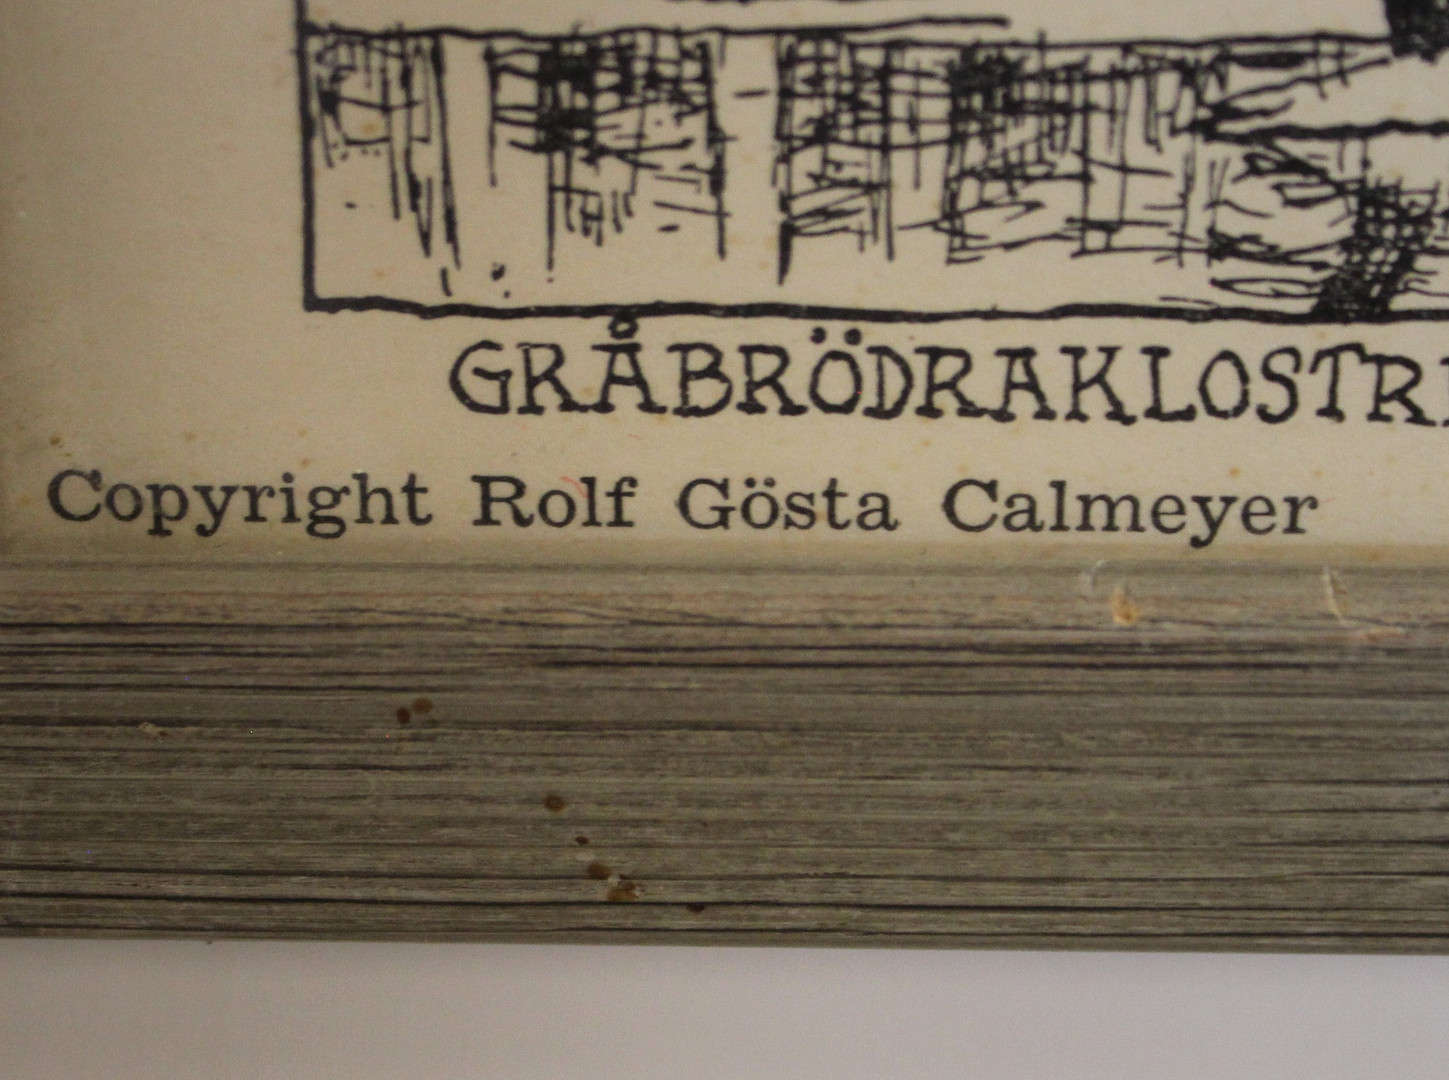 GRÅBRÖDRAKLOSTR
Copyright Rolf Gösta Calmeyer